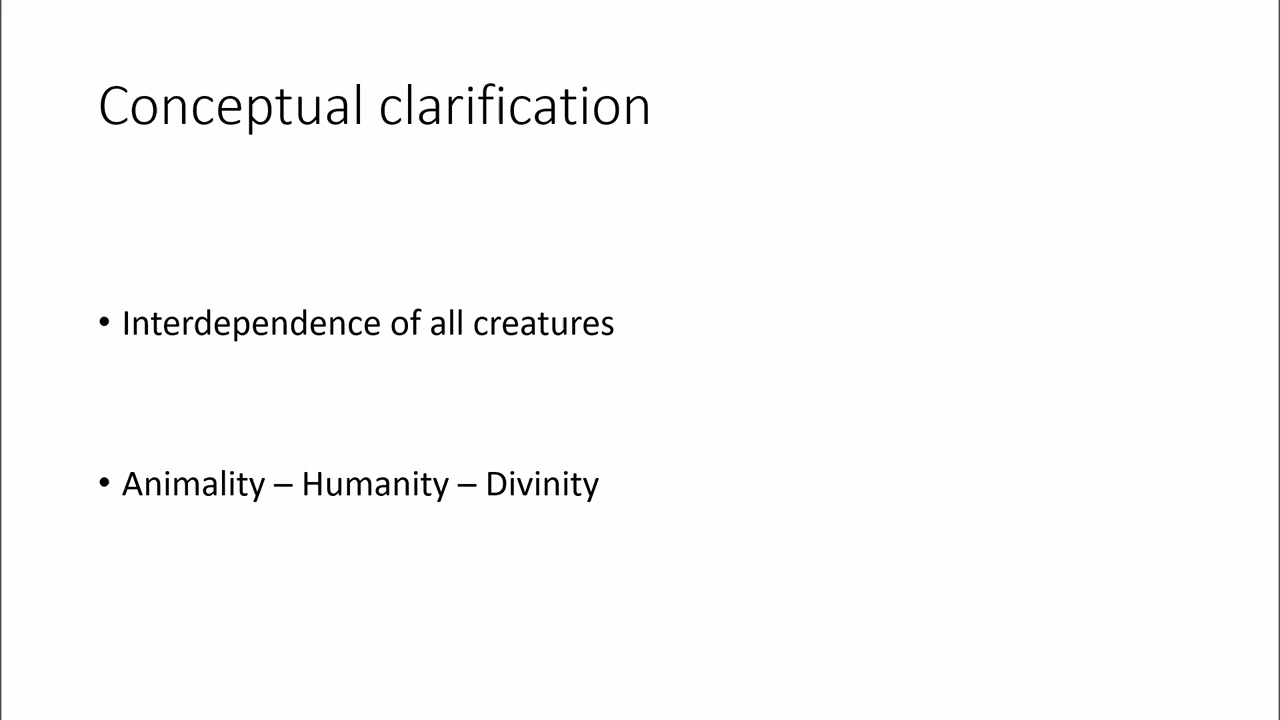 Conceptual clarification
• Interdependence of all creatures
• Animality – Humanity – Divinity